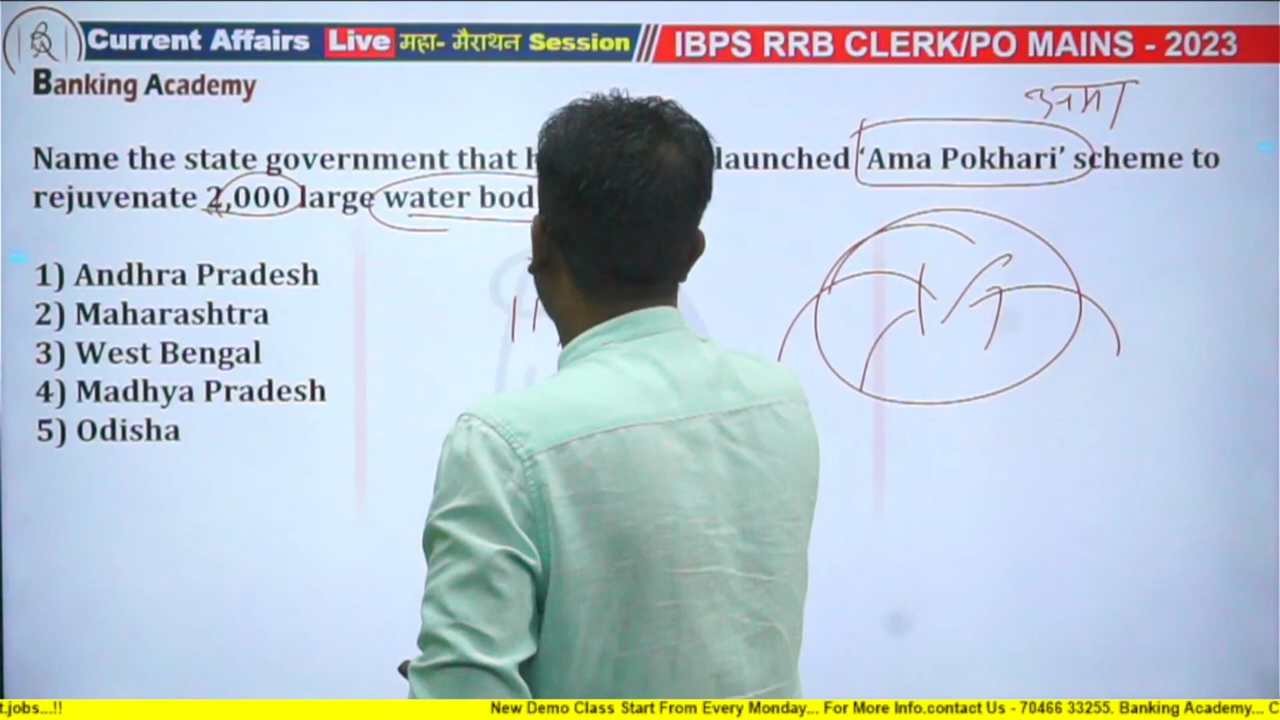 Current Affairs Live महा- मैराथन Session IBPS RRB CLERK/PO MAINS - 2023
Banking Academy
अमा
Name the state government that launched 'Ama Pokhari' scheme to
rejuvenate 2,000 large water bod
1) Andhra Pradesh
2) Maharashtra
3) West Bengal
4) Madhya Pradesh
5) Odisha
t.jobs...!! New Demo Class Start From Every Monday... For More Info.contact Us - 70466 33255. Banking Academy... C